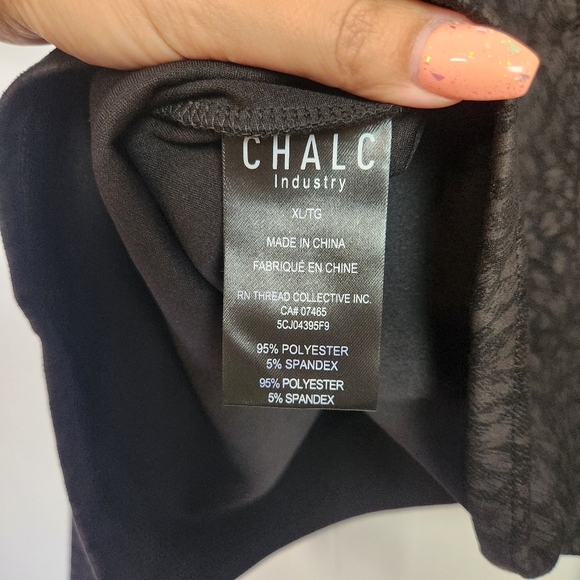 CHALC
Industry
XL/TG
MADE IN CHINA
FABRIQUÉ EN CHINE
RN THREAD COLLECTIVE INC.
CA# 07465
5CJ04395F9
95% POLYESTER
5% SPANDEX
95% POLYESTER
5% SPANDEX